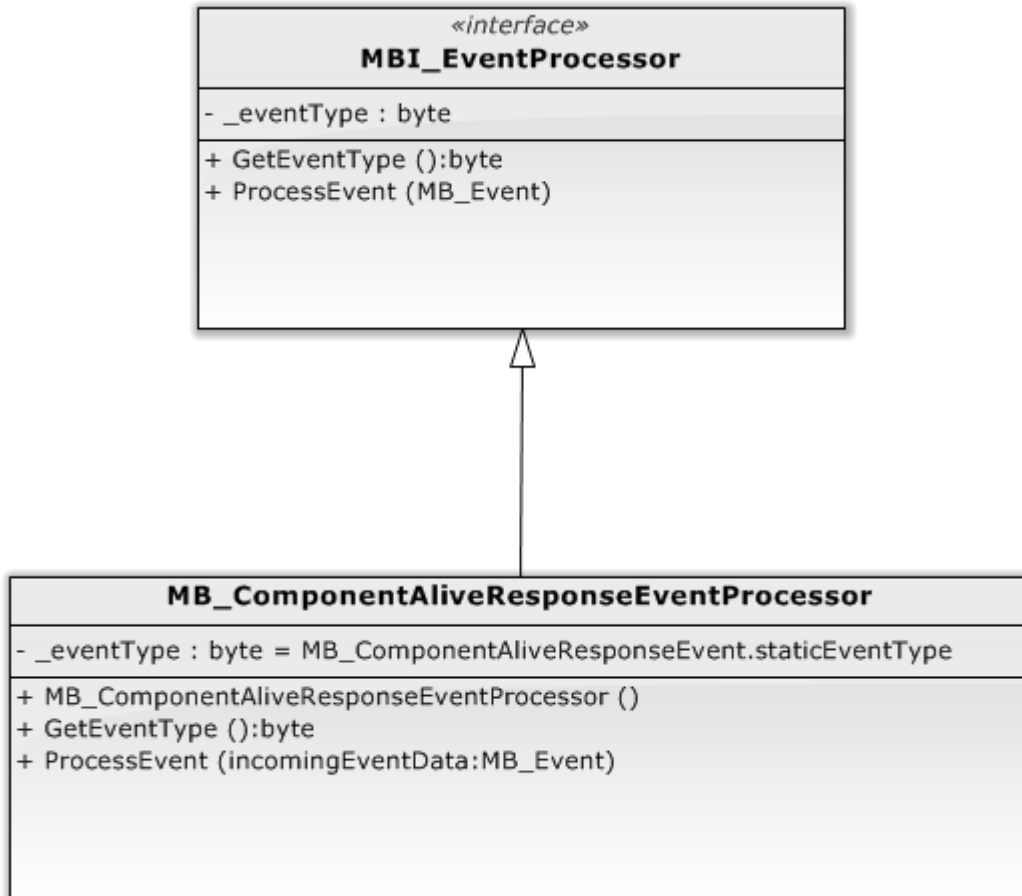 «interface»
MBI_EventProcessor
- _eventType : byte
+ GetEventType ():byte
+ ProcessEvent (MB_Event)
MB_ComponentAliveResponseEventProcessor
- _eventType : byte = MB_ComponentAliveResponseEvent.staticEventType
+ MB_ComponentAliveResponseEventProcessor ()
+ GetEventType ():byte
+ ProcessEvent (incomingEventData:MB_Event)